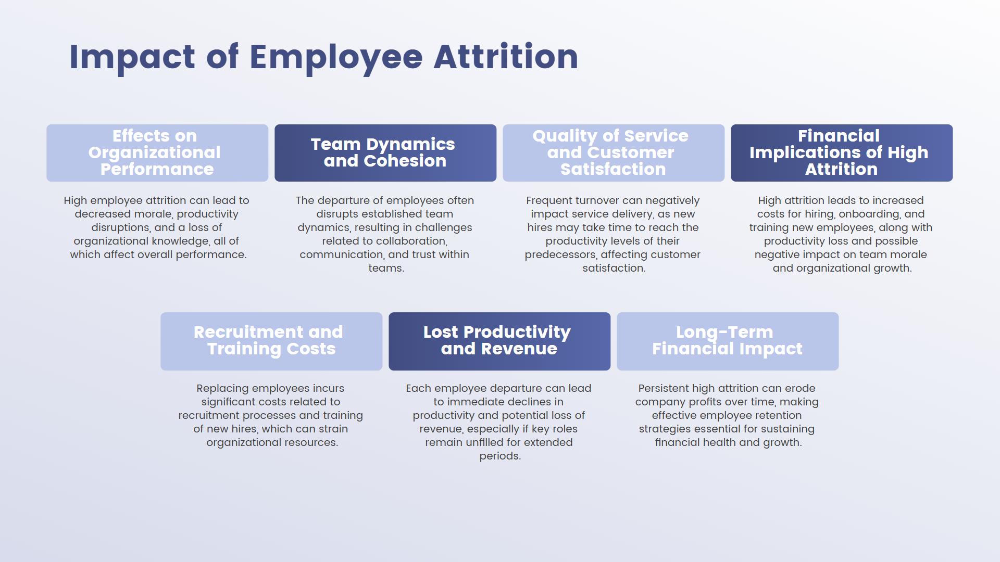 Impact of Employee Attrition
Effects on
Organizational
Performance
High employee attrition can lead to
decreased morale, productivity
disruptions, and a loss of
organizational knowledge, all of
which affect overall performance.
Team Dynamics
and Cohesion
The departure of employees often
disrupts established team
dynamics, resulting in challenges
related to collaboration,
communication, and trust within
teams.
Quality of Service
and Customer
Satisfaction
Frequent turnover can negatively
impact service delivery, as new
hires may take time to reach the
productivity levels of their
predecessors, affecting customer
satisfaction.
Financial
Implications of High
Attrition
High attrition leads to increased
costs for hiring, onboarding, and
training new employees, along with
productivity loss and possible
negative impact on team morale
and organizational growth.
Recruitment and
Training Costs
Replacing employees incurs
significant costs related to
recruitment processes and training
of new hires, which can strain
organizational resources.
Lost Productivity
and Revenue
Each employee departure can lead
to immediate declines in
productivity and potential loss of
revenue, especially if key roles
remain unfilled for extended
periods.
Long-Term
Financial Impact
Persistent high attrition can erode
company profits over time, making
effective employee retention
strategies essential for sustaining
financial health and growth.